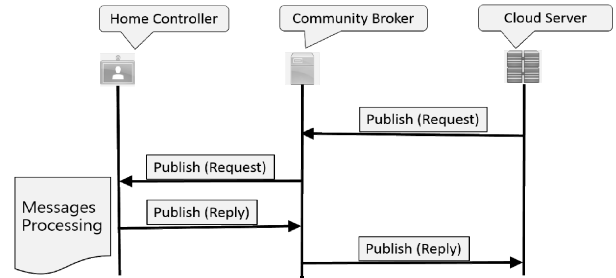 Home Controller
Community Broker
Cloud Server
Publish (Request)
Publish (Request)
Messages
Processing
Publish (Reply)
Publish (Reply)